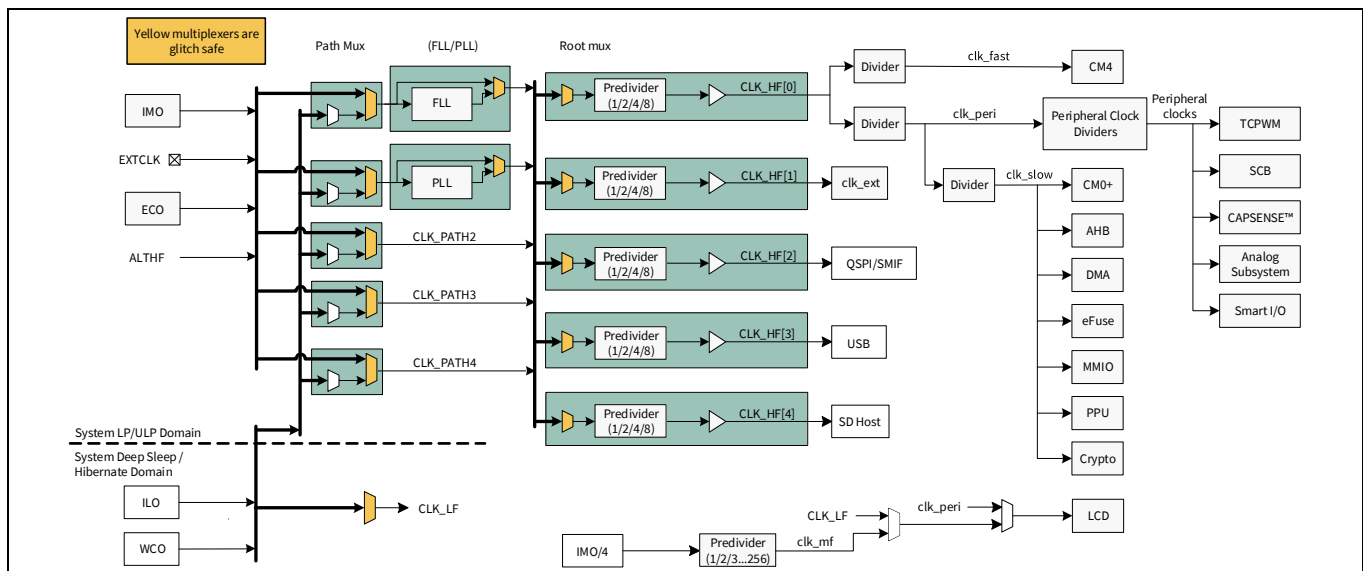 Yellow multiplexers are
glitch safe
Path Mux
(FLL/PLL)
Root mux
IMO
EXTCLK
ECO
ALTHF
FLL
PLL
CLK_PATH2
CLK_PATH3
CLK_PATH4
Predivider
(1/2/4/8)
CLK_HF[0]
Predivider
(1/2/4/8)
CLK_HF[1]
clk_ext
Predivider
(1/2/4/8)
CLK_HF[2]
QSPI/SMIF
Predivider
(1/2/4/8)
CLK_HF[3]
USB
Predivider
(1/2/4/8)
CLK_HF[4]
SD Host
Divider
clk_fast
CM4
Divider
clk_peri
Peripheral Clock
Dividers
Peripheral
clocks
TCPWM
SCB
CAPSENSE™
Analog
Subsystem
Smart I/O
Divider
clk_slow
CM0+
AHB
DMA
eFuse
MMIO
PPU
Crypto
System LP/ULP Domain
System Deep Sleep /
Hibernate Domain
ILO
WCO
CLK_LF
IMO/4
Predivider
(1/2/3...256)
clk_mf
CLK_LF
clk_peri
LCD